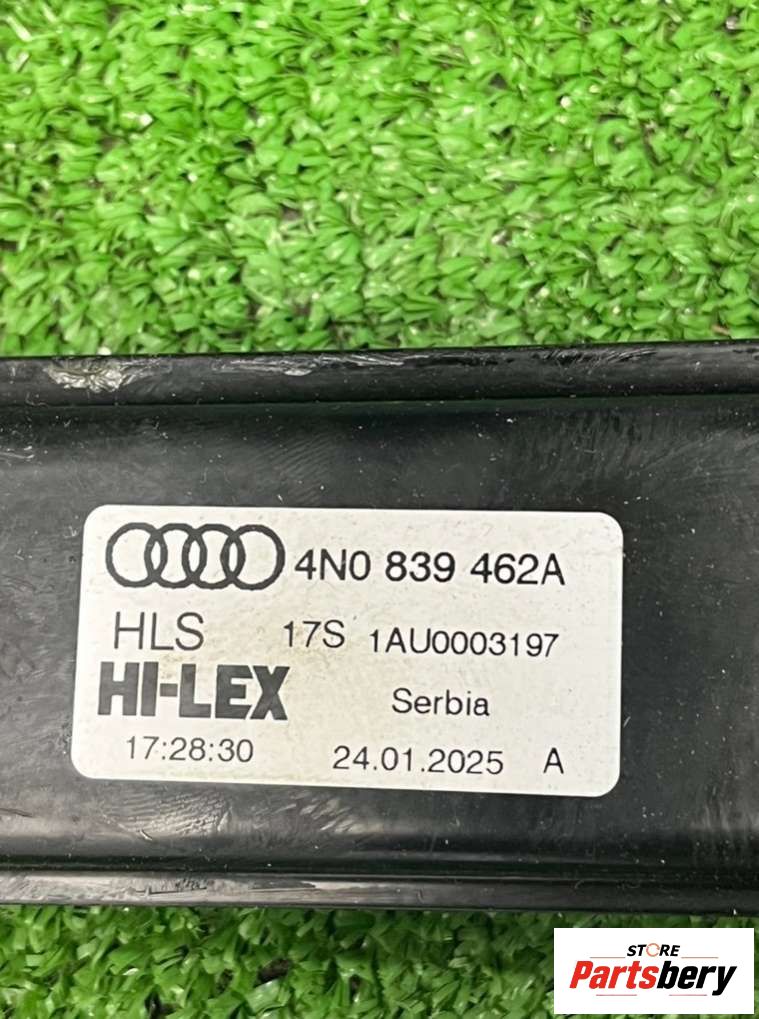 4N0 839 462A
HLS 17S 1AU0003197
HI-LEX Serbia
17:28:30 24.01.2025 A
STORE
Partsbery